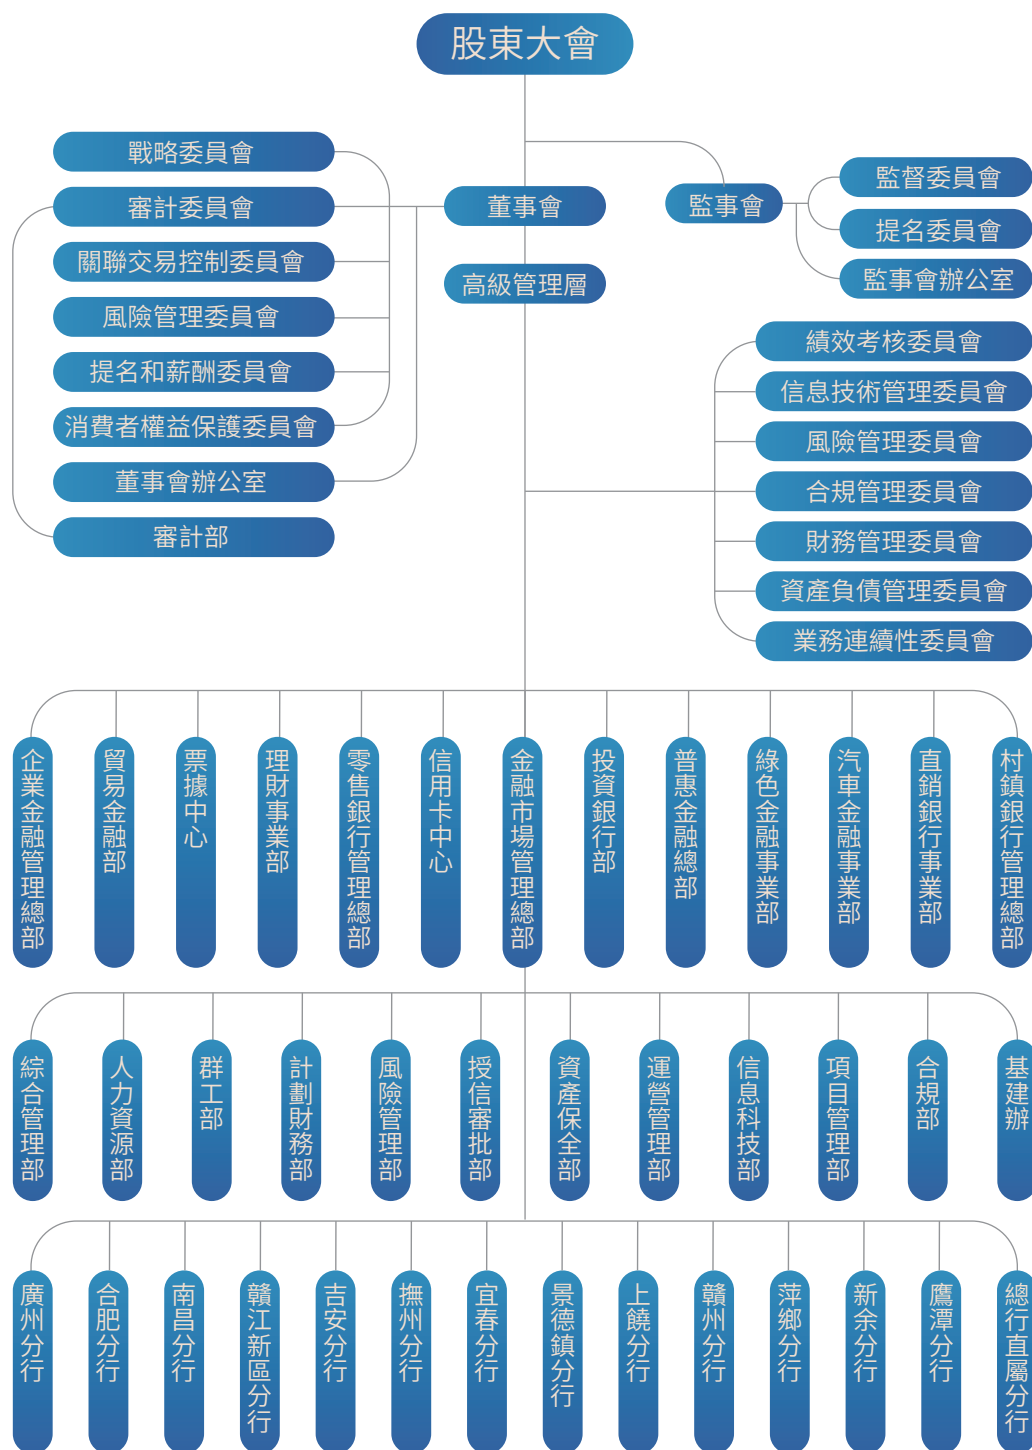 股東大會
戰略委員會
審計委員會
關聯交易控制委員會
風險管理委員會
提名和薪酬委員會
消費者權益保護委員會
董事會辦公室
審計部
董事會
高級管理層
監事會
監督委員會
提名委員會
監事會辦公室
績效考核委員會
信息技術管理委員會
風險管理委員會
合規管理委員會
財務管理委員會
資產負債管理委員會
業務連續性委員會
企業金融管理總部
貿易金融部
票據中心
理財事業部
零售銀行管理總部
信用卡中心
金融市場管理總部
投資銀行部
普惠金融總部
綠色金融事業部
汽車金融事業部
直銷銀行事業部
村鎮銀行管理總部
綜合管理部
人力資源部
群工部
計劃財務部
風險管理部
授信審批部
資產保全部
運營管理部
信息科技部
項目管理部
合規部
基建辦
廣州分行
合肥分行
南昌分行
贛江新區分行
吉安分行
撫州分行
宜春分行
景德鎮分行
上饒分行
贛州分行
萍鄉分行
新余分行
鷹潭分行
總行直屬分行